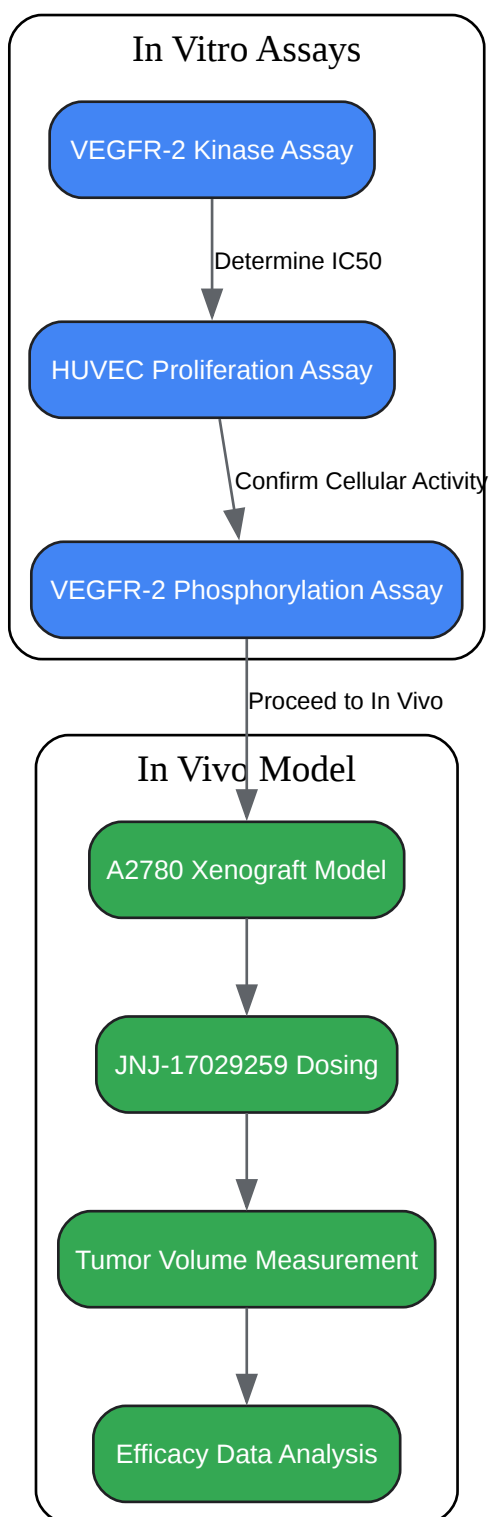 In Vitro Assays
VEGFR-2 Kinase Assay
Determine IC50
HUVEC Proliferation Assay
Confirm Cellular Activity
VEGFR-2 Phosphorylation Assay
Proceed to In Vivo
In Vivo Model
A2780 Xenograft Model
JNJ-17029259 Dosing
Tumor Volume Measurement
Efficacy Data Analysis